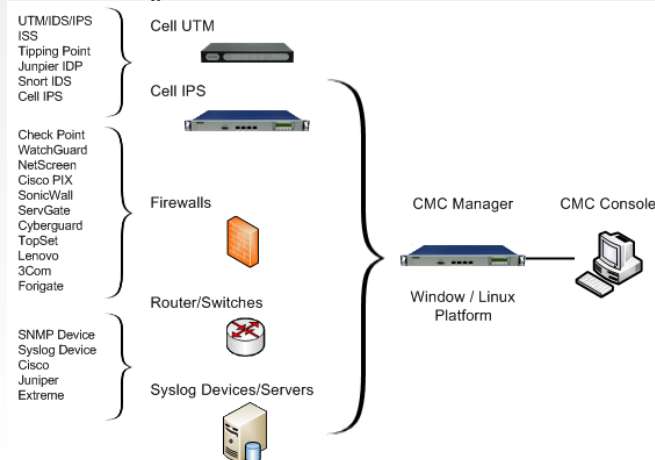 UTM/IDS/IPS
ISS
Tipping Point
Junpier IDP
Snort IDS
Cell IPS
Check Point
WatchGuard
NetScreen
Cisco PIX
SonicWall
ServGate
Cyberguard
TopSet
Lenovo
3Com
Forigate
SNMP Device
Syslog Device
Cisco
Juniper
Extreme
Cell UTM
Cell IPS
Firewalls
Router/Switches
Syslog Devices/Servers
CMC Manager
Window / Linux
Platform
CMC Console